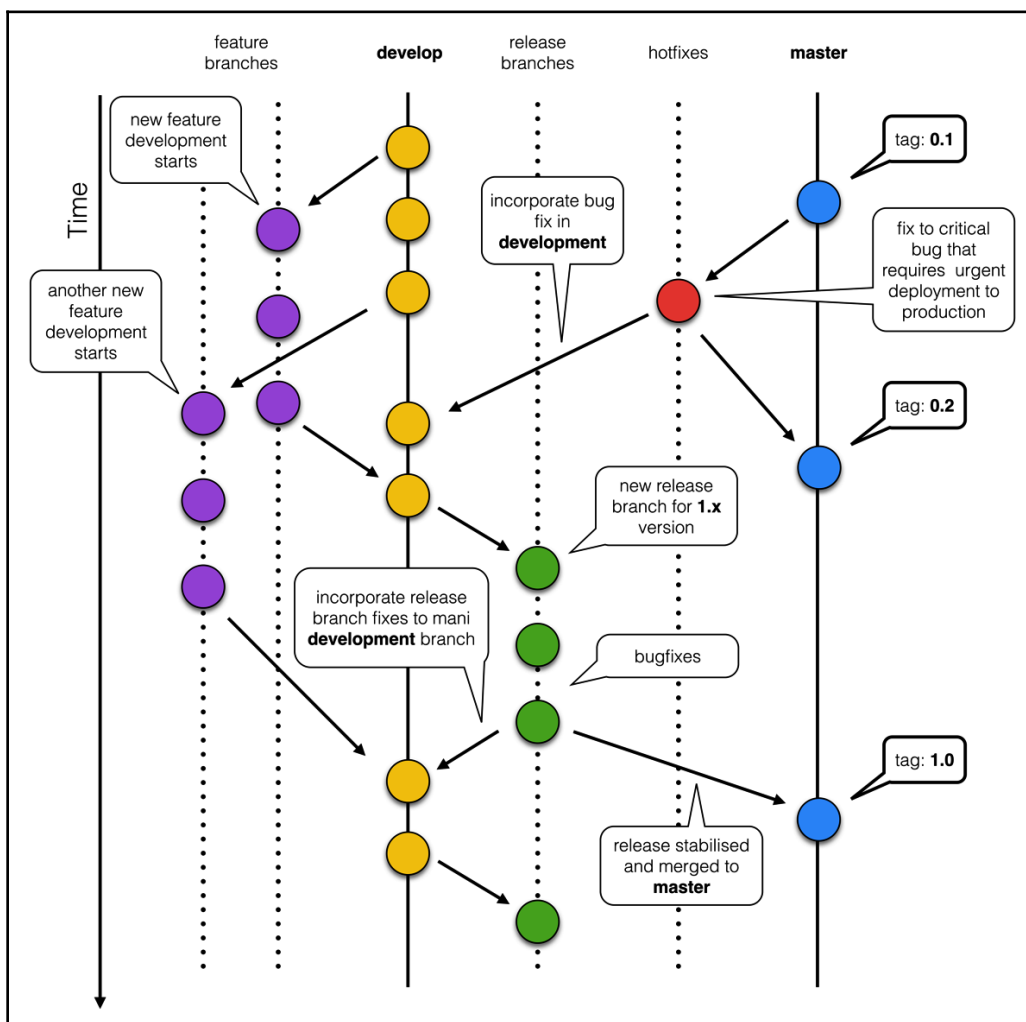 feature
branches
develop
release
branches
hotfixes
master
new feature
development
starts
tag: 0.1
Time
incorporate bug
fix in
development
fix to critical
bug that
requires urgent
deployment to
production
another new
feature
development
starts
tag: 0.2
new release
branch for 1.x
version
incorporate release
branch fixes to mani
development branch
bugfixes
tag: 1.0
release stabilised
and merged to
master